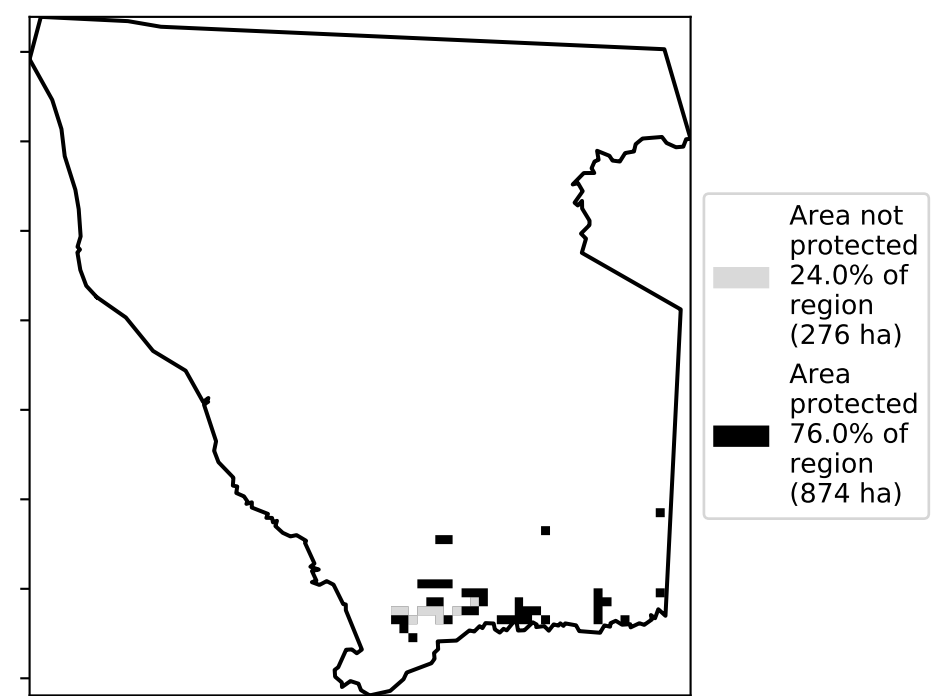 Area not
protected
24.0% of
region
(276 ha)
Area
protected
76.0% of
region
(874 ha)